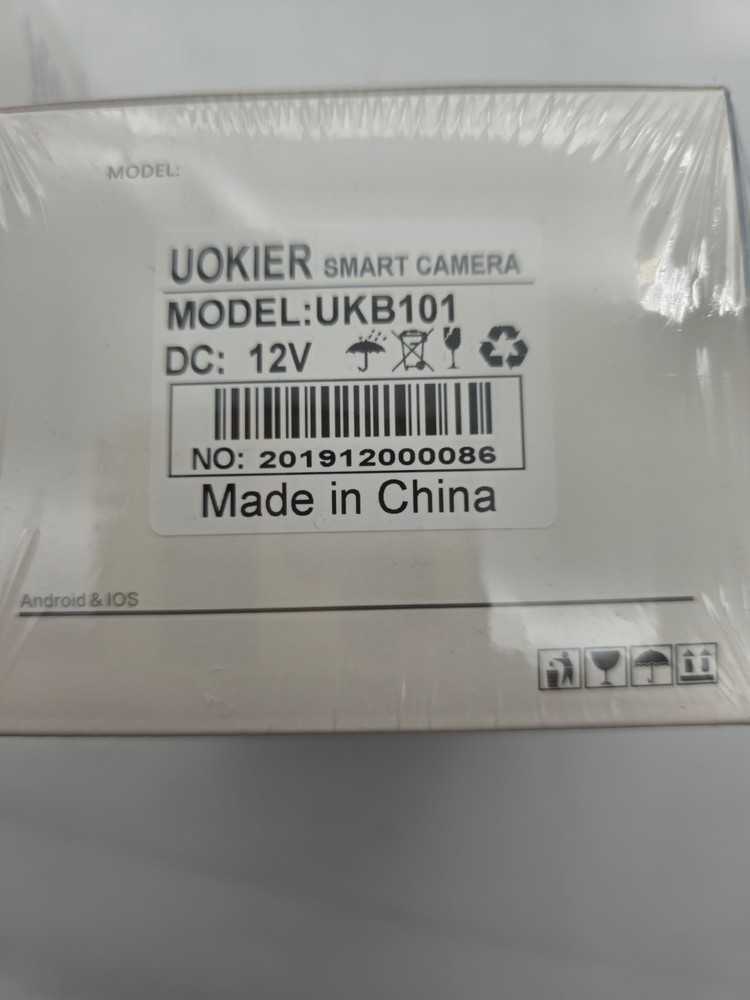 MODEL:
UOKIER SMART CAMERA
MODEL:UKB101
DC: 12V
NO: 201912000086
Made in China
Android & IOS